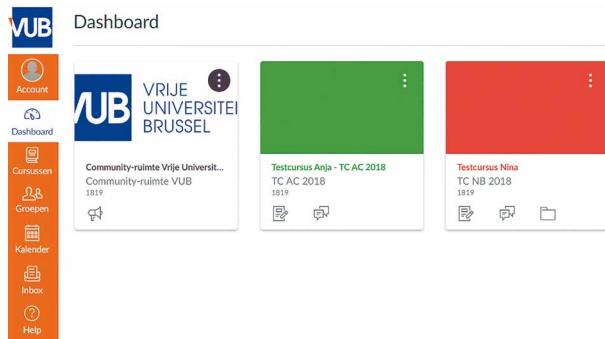 VUB
Dashboard
Account
Dashboard
Cursussen
Groepen
Kalender
Inbox
Help
VUB
VRIJE
UNIVERSITEI
BRUSSEL
Community-ruimte Vrije Universit...
Community-ruimte VUB
1819
Testcursus Anja - TC AC 2018
TC AC 2018
1819
Testcursus Nina
TC NB 2018
1819